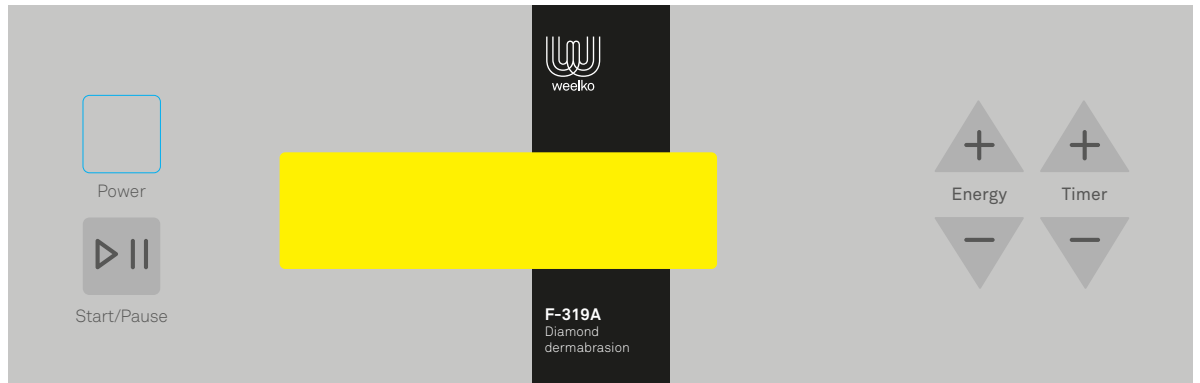 weelko
Power
Start/Pause
F-319A
Diamond
dermabrasion
+ +
Energy Timer
− −